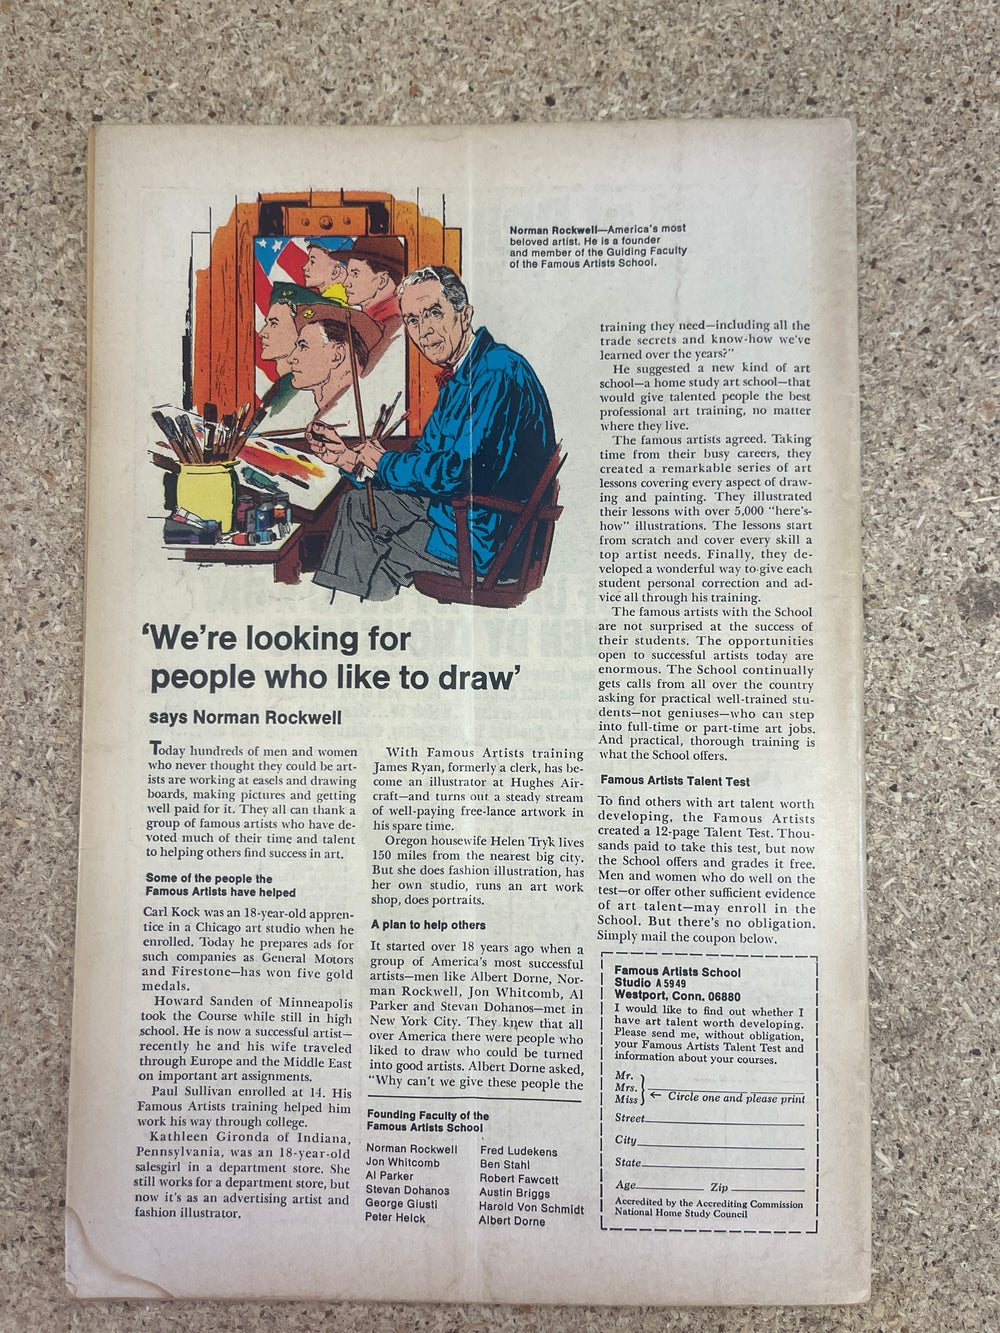 Norman Rockwell—America's most
beloved artist. He is a founder
and member of the Guiding Faculty
of the Famous Artists School.
'We're looking for
people who like to draw'
says Norman Rockwell
Today hundreds of men and women
who never thought they could be art-
ists are working at easels and drawing
boards, making pictures and getting
well paid for it. They all can thank a
group of famous artists who have de-
voted much of their time and talent
to helping others find success in art.
Some of the people the
Famous Artists have helped
Carl Kock was an 18-year-old appren-
tice in a Chicago art studio when he
enrolled. Today he prepares ads for
such companies as General Motors
and Firestone—has won five gold
medals.
Howard Sanden of Minneapolis
took the Course while still in high
school. He is now a successful artist—
recently he and his wife traveled
through Europe and the Middle East
on important art assignments.
Paul Sullivan enrolled at 14. His
Famous Artists training helped him
work his way through college.
Kathleen Gironda of Indiana,
Pennsylvania, was an 18-year-old
salesgirl in a department store. She
still works for a department store, but
now it's as an advertising artist and
fashion illustrator.
With Famous Artists training
James Ryan, formerly a clerk, has be-
come an illustrator at Hughes Air-
craft—and turns out a steady stream
of well-paying free-lance artwork in
his spare time.
Oregon housewife Helen Tryk lives
150 miles from the nearest big city.
But she does fashion illustration, has
her own studio, runs an art work
shop, does portraits.
A plan to help others
It started over 18 years ago when a
group of America's most successful
artists—men like Albert Dorne, Nor-
man Rockwell, Jon Whitcomb, Al
Parker and Stevan Dohanos—met in
New York City. They knew that all
over America there were people who
liked to draw who could be turned
into good artists. Albert Dorne asked,
"Why can't we give these people the
Founding Faculty of the
Famous Artists School
Norman Rockwell
Jon Whitcomb
Al Parker
Stevan Dohanos
George Giusti
Peter Helck
Fred Ludekens
Ben Stahl
Robert Fawcett
Austin Briggs
Harold Von Schmidt
Albert Dorne
training they need—including all the
trade secrets and know-how we've
learned over the years?"
He suggested a new kind of art
school—a home study art school—that
would give talented people the best
professional art training, no matter
where they live.
The famous artists agreed. Taking
time from their busy careers, they
created a remarkable series of art
lessons covering every aspect of draw-
ing and painting. They illustrated
their lessons with over 5,000 "here's-
how" illustrations. The lessons start
from scratch and cover every skill a
top artist needs. Finally, they de-
veloped a wonderful way to give each
student personal correction and ad-
vice all through his training.
The famous artists with the School
are not surprised at the success of
their students. The opportunities
open to successful artists today are
enormous. The School continually
gets calls from all over the country
asking for practical well-trained stu-
dents—not geniuses—who can step
into full-time or part-time art jobs.
And practical, thorough training is
what the School offers.
Famous Artists Talent Test
To find others with art talent worth
developing, the Famous Artists
created a 12-page Talent Test. Thou-
sands paid to take this test, but now
the School offers and grades it free.
Men and women who do well on the
test—or offer other sufficient evidence
of art talent—may enroll in the
School. But there's no obligation.
Simply mail the coupon below.
Famous Artists School
Studio A5949
Westport, Conn. 06880
I would like to find out whether I
have art talent worth developing.
Please send me, without obligation,
your Famous Artists Talent Test and
information about your courses.
Mr.
Mrs.
Miss ← Circle one and please print
Street
City
State
Age Zip
Accredited by the Accrediting Commission
National Home Study Council